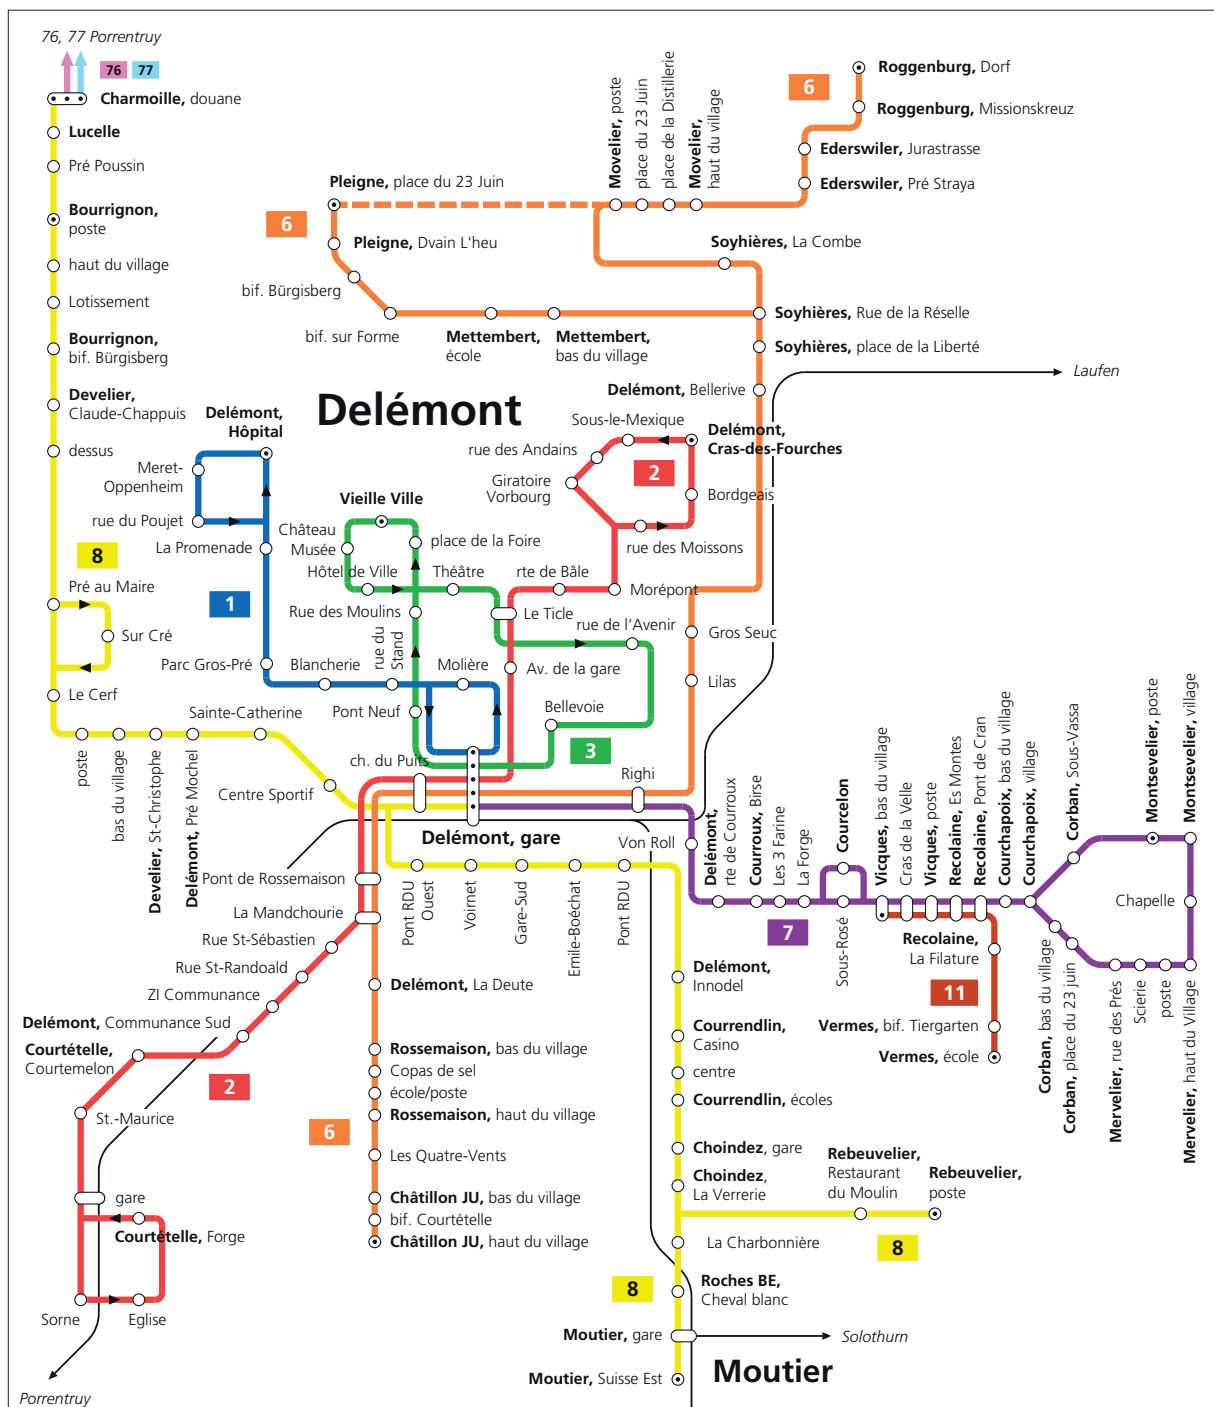 76, 77 Porrentruy
76
77
Charmoille, douane
Lucelle
Pré Poussin
Bourrignon,
poste
haut du village
Lotissement
Bourrignon,
bif. Bürgisberg
Develier,
Claude-Chappuis
dessus
8
Pré au Maire
Sur Cré
Le Cerf
poste
bas du village
Develier, St-Christophe
Delémont, Pré Mochel
Sainte-Catherine
Centre Sportif
6
Roggenburg, Dorf
Roggenburg, Missionskreuz
Ederswiler, Jurastrasse
Ederswiler, Pré Straya
Movelier, poste
place du 23 Juin
place de la Distillerie
Movelier,
haut du village
Pleigne, place du 23 Juin
6
Pleigne, Dvain L'heu
bif. Bürgisberg
bif. sur Forme
Mettembert,
école
Mettembert,
bas du village
Soyhières, La Combe
Soyhières, Rue de la Réselle
Soyhières, place de la Liberté
Laufen
Delémont, Bellerive
Delémont
Delémont,
Hôpital
Meret-
Oppenheim
rue du Poujet
La Promenade
1
Parc Gros-Pré
Blancherie
Molière
Sous-le-Mexique
Delémont,
Cras-des-Fourches
rue des Andains
2
Giratoire
Vorbourg
Bordgeais
rue des Moissons
Morépont
rte de Bâle
Le Ticle
Av. de la gare
Vieille Ville
Château
Musée
place de la Foire
Hôtel de Ville
Théâtre
Rue des Moulins
rue du
Stand
Pont Neuf
rue de l'Avenir
Bellevoie
3
Gros Seuc
Lilas
ch. du Puits
Righi
Delémont, gare
Von Roll
Pont de Rossemaison
La Mandchourie
Rue St-Sébastien
Rue St-Randoald
ZI Communance
Delémont, Communance Sud
Courtételle,
Courtemelon
2
St.-Maurice
gare
Courtételle, Forge
Sorne
Eglise
Porrentruy
Pont RDU
Ouest
Voirnet
Gare-Sud
Emile-Boéchat
Pont RDU
Delémont, La Deute
Rossemaison, bas du village
Copas de sel
école/poste
Rossemaison, haut du village
6
Les Quatre-Vents
Châtillon JU, bas du village
bif. Courtételle
Châtillon JU, haut du village
Delémont,
Innodel
Courrendlin,
Casino
centre
Courrendlin, écoles
Choindez, gare
Choindez,
La Verrerie
Rebeuvelier,
Restaurant
du Moulin
Rebeuvelier,
poste
8
La Charbonnière
8
Roches BE,
Cheval blanc
Moutier, gare
Solothurn
Moutier, Suisse Est
Moutier
Delémont,
rte de Courroux
Courroux, Birse
Les 3 Farine
La Forge
7
Courcelon
Sous-Rosé
Vicques, bas du village
Cras de la Velle
Vicques, poste
Recolaine, Es Montes
Recolaine, Pont de Cran
Courchapoix, bas du village
Courchapoix, village
Corban, Sous-Vassa
Montsevelier, poste
Montsevelier, village
Chapelle
Recolaine,
La Filature
11
Vermes, bif. Tiergarten
Vermes, école
Corban, bas du village
Corban, place du 23 juin
Mervelier, rue des Prés
Scierie
poste
Mervelier, haut du Village